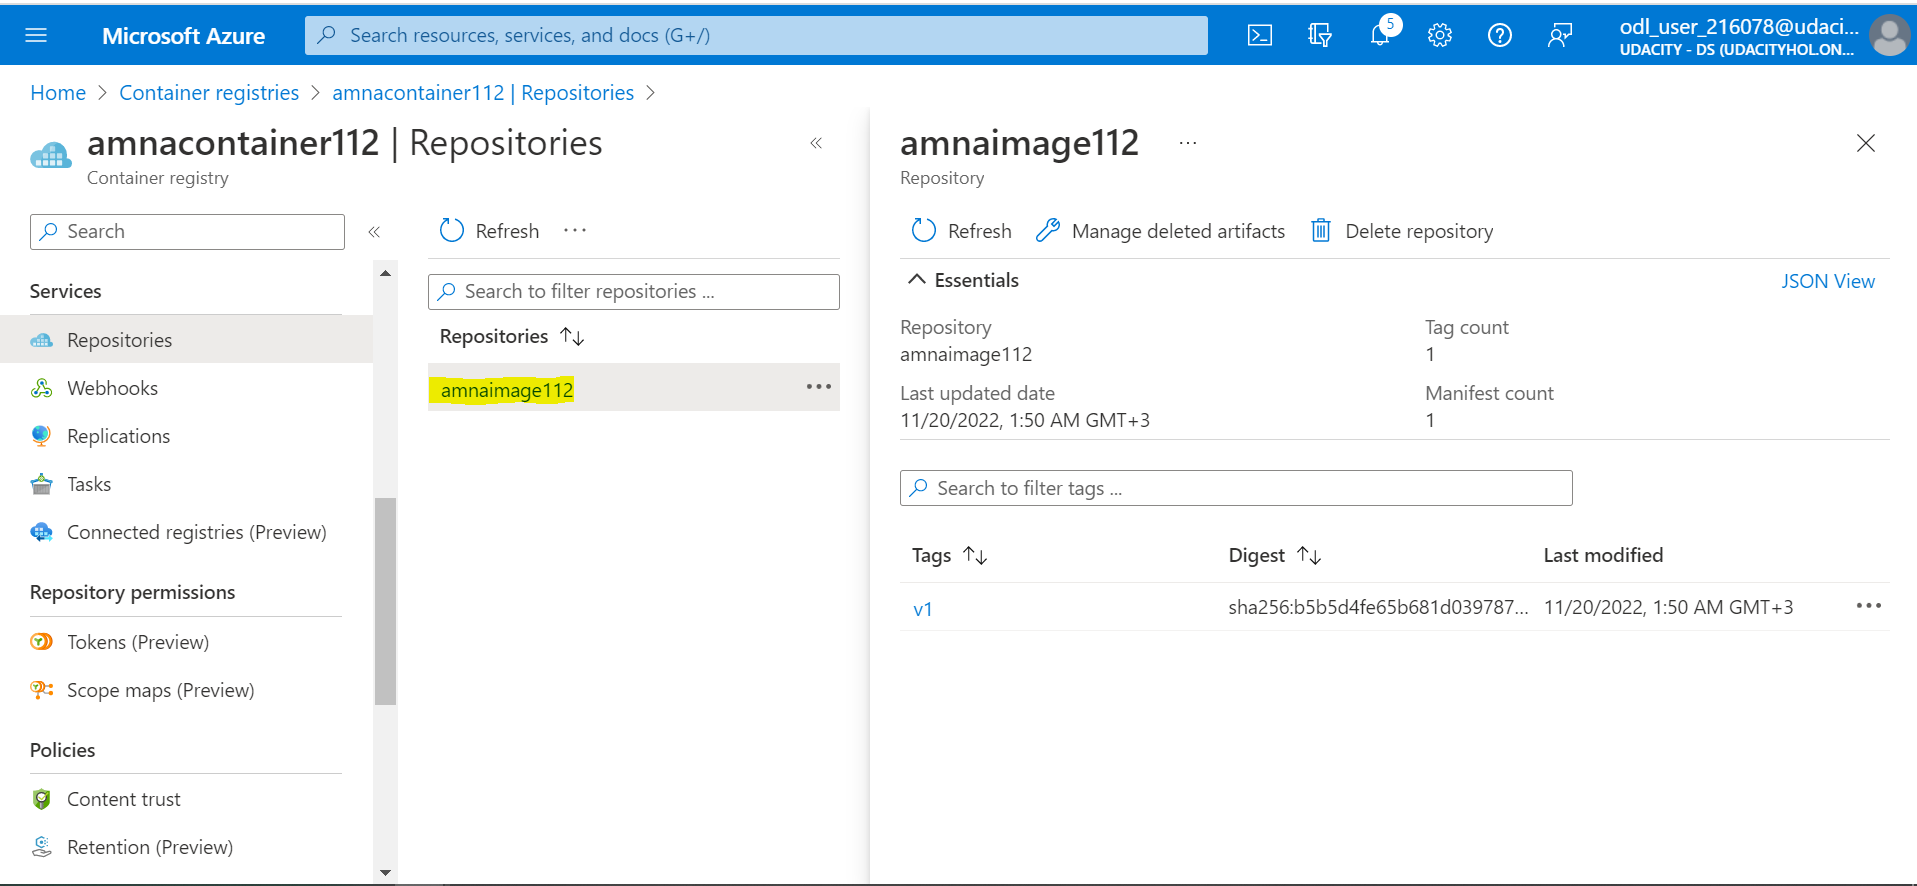 Microsoft Azure
Search resources, services, and docs (G+/)
5
odl_user_216078@udaci...
UDACITY - DS (UDACITYHOL.ON...
Home > Container registries > amnacontainer112 | Repositories >
amnacontainer112 | Repositories
Container registry
Search
Services
Repositories
Webhooks
Replications
Tasks
Connected registries (Preview)
Repository permissions
Tokens (Preview)
Scope maps (Preview)
Policies
Content trust
Retention (Preview)
Refresh ...
Search to filter repositories ...
Repositories
amnaimage112
amnaimage112 ...
Repository
Refresh Manage deleted artifacts Delete repository
Essentials JSON View
Repository Tag count
amnaimage112 1
Last updated date Manifest count
11/20/2022, 1:50 AM GMT+3 1
Search to filter tags ...
Tags Digest Last modified
v1 sha256:b5b5d4fe65b681d039787... 11/20/2022, 1:50 AM GMT+3